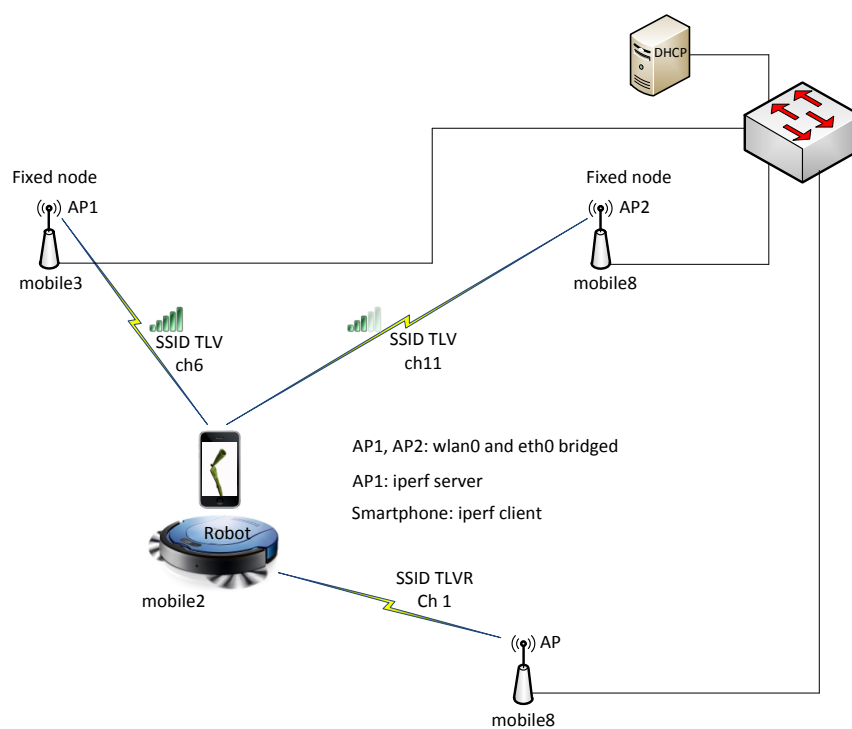 DHCP
Fixed node
AP1
mobile3
Fixed node
AP2
mobile8
SSID TLV
ch6
SSID TLV
ch11
AP1, AP2: wlan0 and eth0 bridged
AP1: iperf server
Smartphone: iperf client
Robot
mobile2
SSID TLVR
Ch 1
AP
mobile8